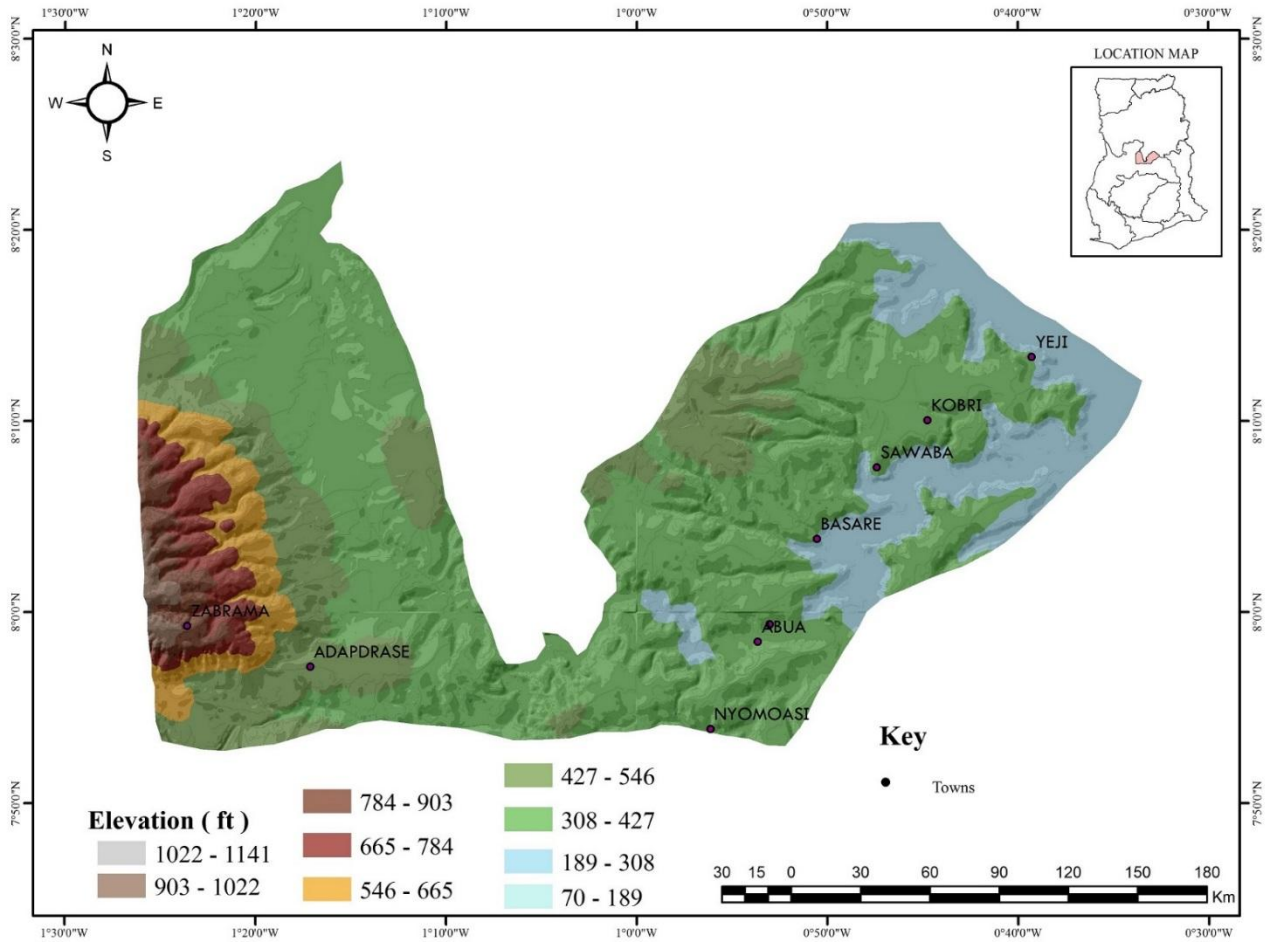 1°30'0"W 1°20'0"W 1°10'0"W 1°0'0"W 0°50'0"W 0°40'0"W 0°30'0"W
8°30'0"N 8°30'0"N
N
W E
S
LOCATION MAP
8°20'0"N 8°20'0"N
YEJI
8°10'0"N KOBRI 8°10'0"N
SAWABA
BASARE
8°0'0"N ZABRAMA ABUA 8°0'0"N
ADAPDRASE
NYOMOASI
Key
Towns
7°50'0"N 7°50'0"N
Elevation ( ft )
1022 - 1141
903 - 1022
784 - 903
665 - 784
546 - 665
427 - 546
308 - 427
189 - 308
70 - 189
30 15 0 30 60 90 120 150 180
Km
1°30'0"W 1°20'0"W 1°10'0"W 1°0'0"W 0°50'0"W 0°40'0"W 0°30'0"W